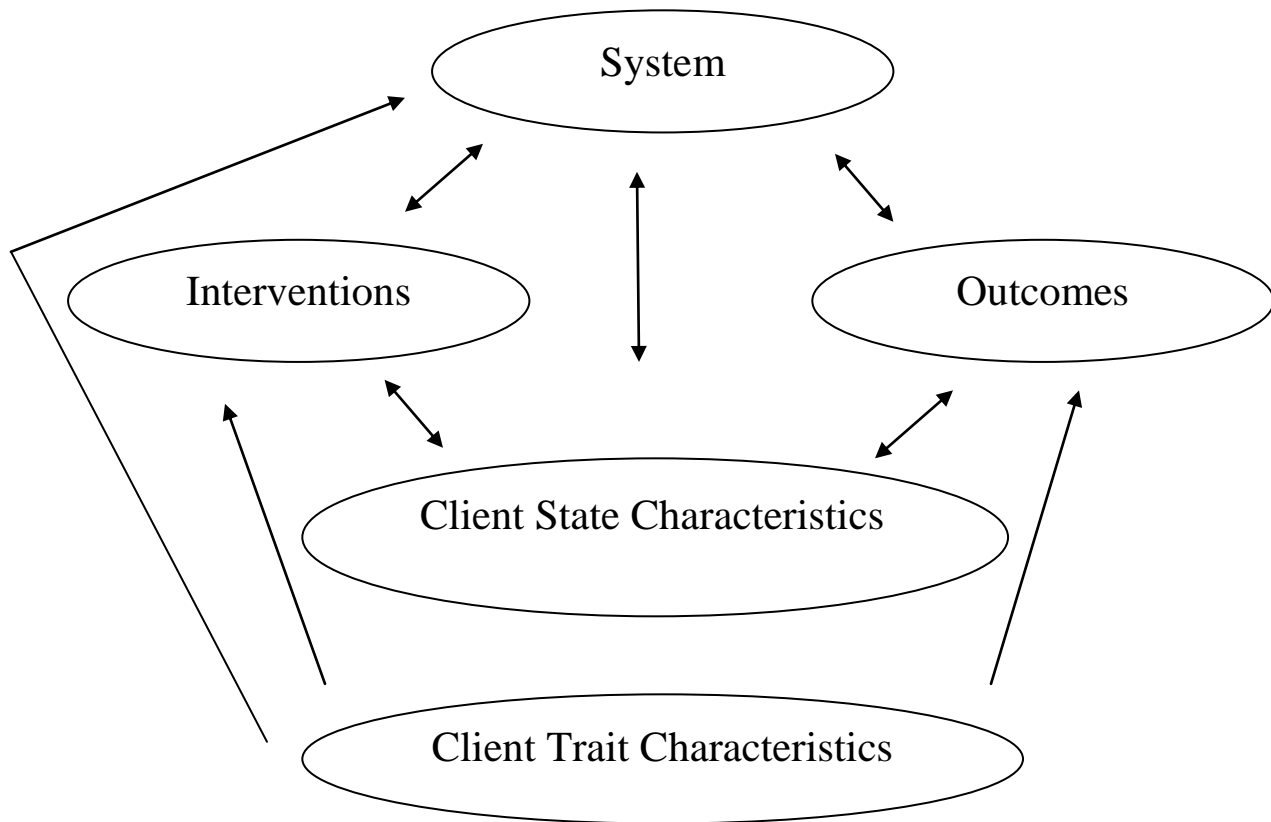 System
Interventions
Outcomes
Client State Characteristics
Client Trait Characteristics